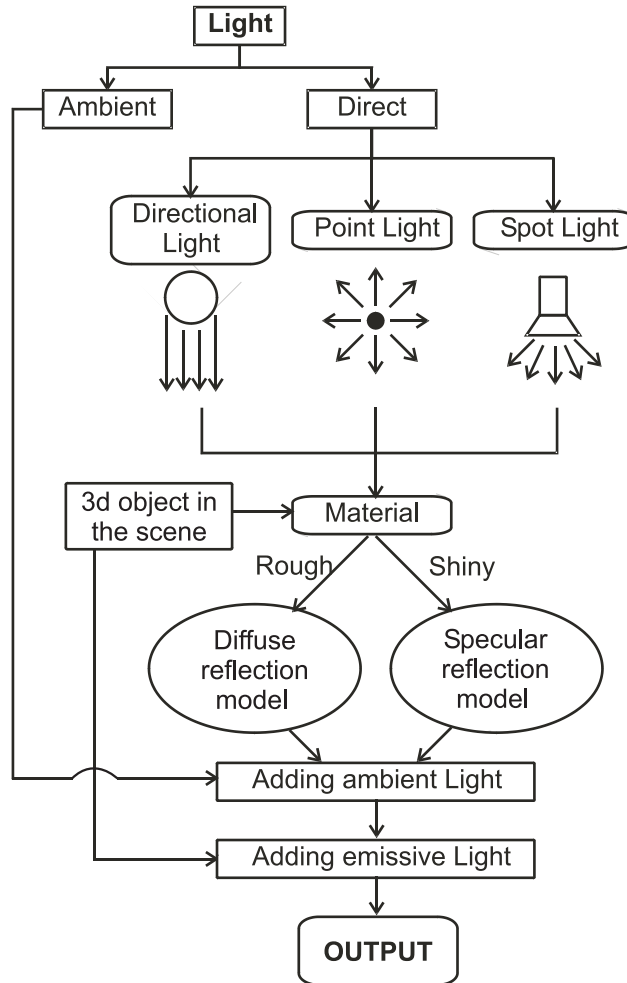 Light
Ambient
Direct
Directional
Light
Point Light
Spot Light
3d object in
the scene
Material
Rough
Shiny
Diffuse
reflection
model
Specular
reflection
model
Adding ambient Light
Adding emissive Light
OUTPUT